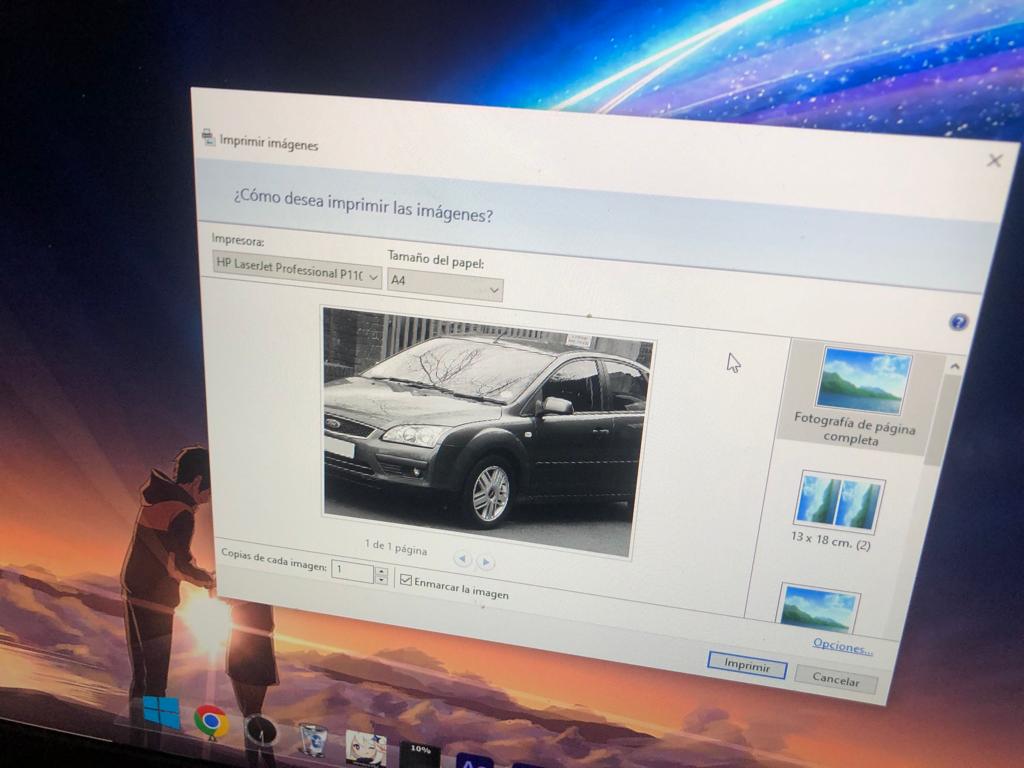 Imprimir imágenes
¿Cómo desea imprimir las imágenes?
Impresora:
Tamaño del papel:
HP LaserJet Professional P110
A4
Fotografía de página
completa
13 x 18 cm. (2)
1 de 1 página
Copias de cada imagen:
1
Enmarcar la imagen
Opciones...
Imprimir
Cancelar
10%